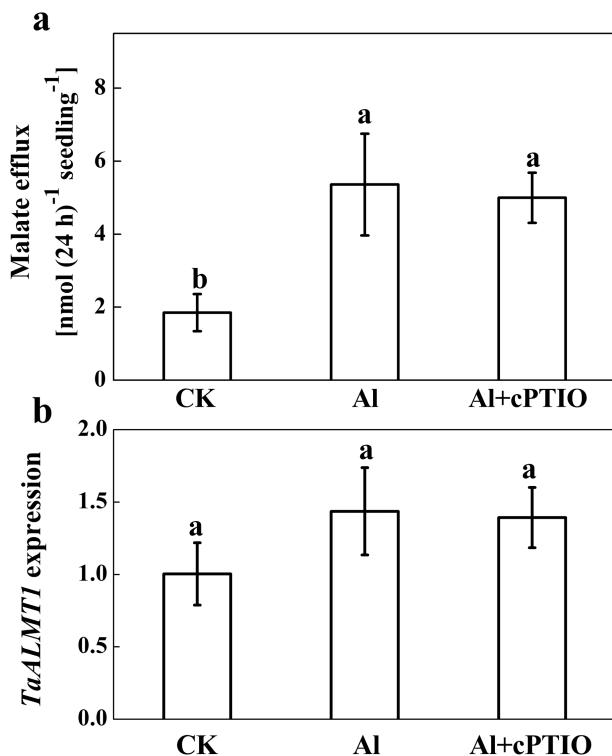 a
Malate efflux
[nmol (24 h)⁻¹ seedling⁻¹]
8
6
4
2
0
b
a
a
CK
Al
Al+cPTIO
b
TaALMT1 expression
2.0
1.5
1.0
0.5
0.0
a
a
a
CK
Al
Al+cPTIO